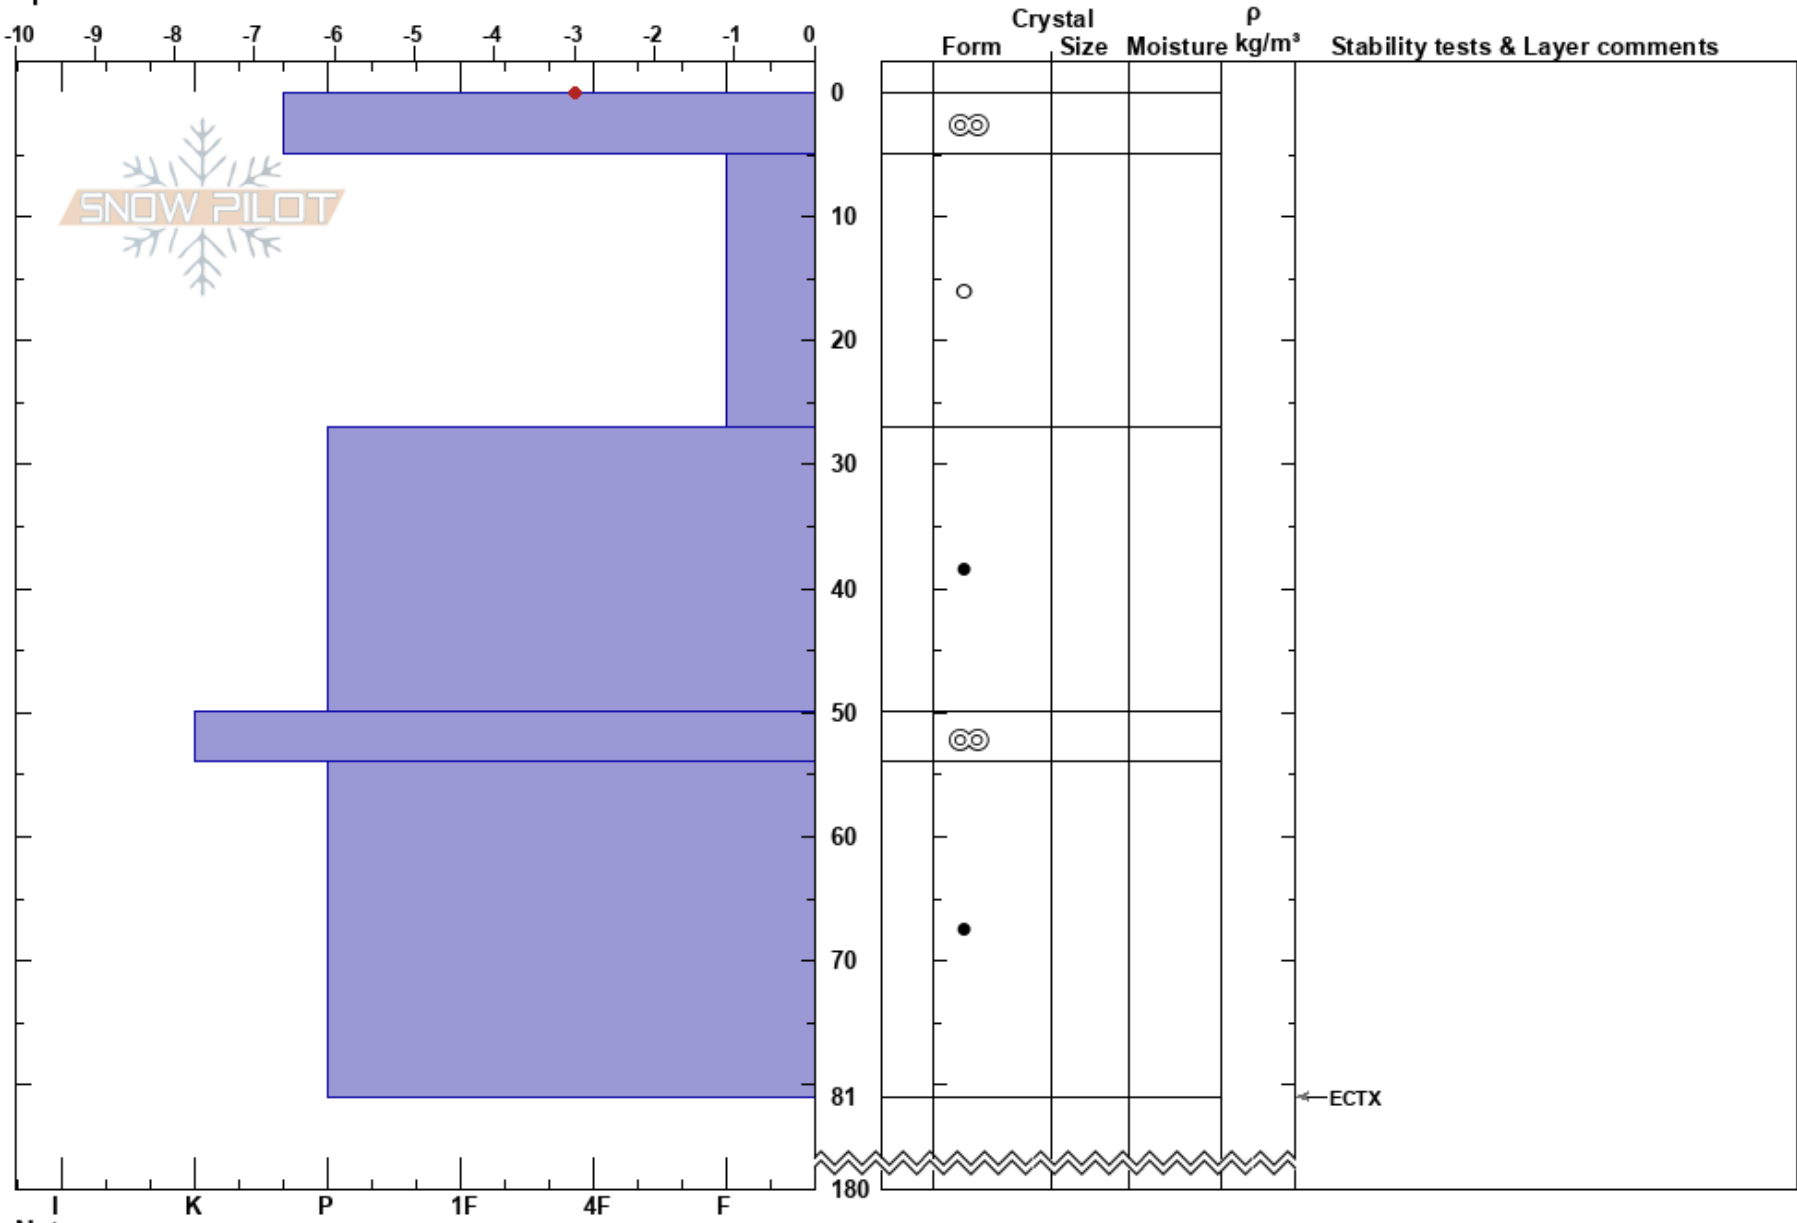 -10 -9 -8 -7 -6 -5 -4 -3 -2 -1 0
Crystal ρ
Form Size Moisture kg/m³ Stability tests & Layer comments
0
SNOW PILOT
10
20
30
40
50
60
70
81 ECTX
180
I K P 1F 4F F